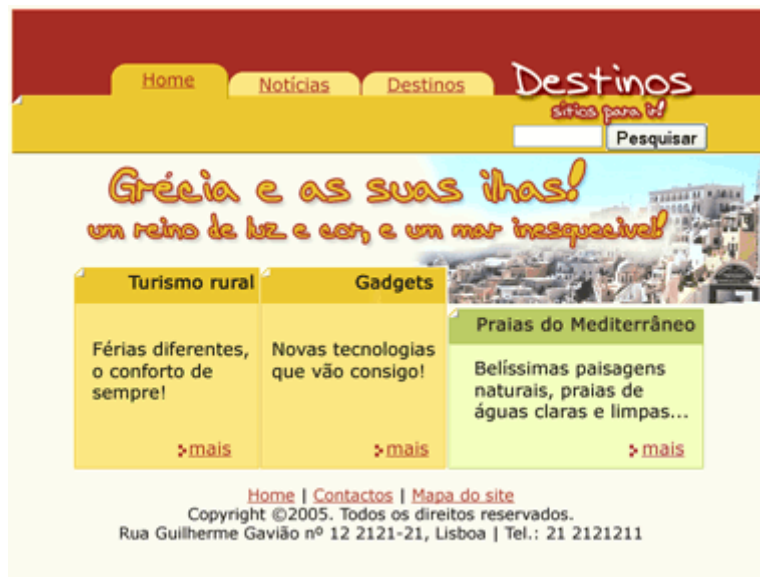 Home Notícias Destinos
Destinos
sítios para ir!
Pesquisar
Grécia e as suas ilhas!
um reino de luz e cor, e um mar inesquecível!
Turismo rural
Férias diferentes,
o conforto de
sempre!
mais
Gadgets
Novas tecnologias
que vão consigo!
mais
Praias do Mediterrâneo
Belíssimas paisagens
naturais, praias de
águas claras e limpas...
mais
Home | Contactos | Mapa do site
Copyright ©2005. Todos os direitos reservados.
Rua Guilherme Gavião nº 12 2121-21, Lisboa | Tel.: 21 2121211